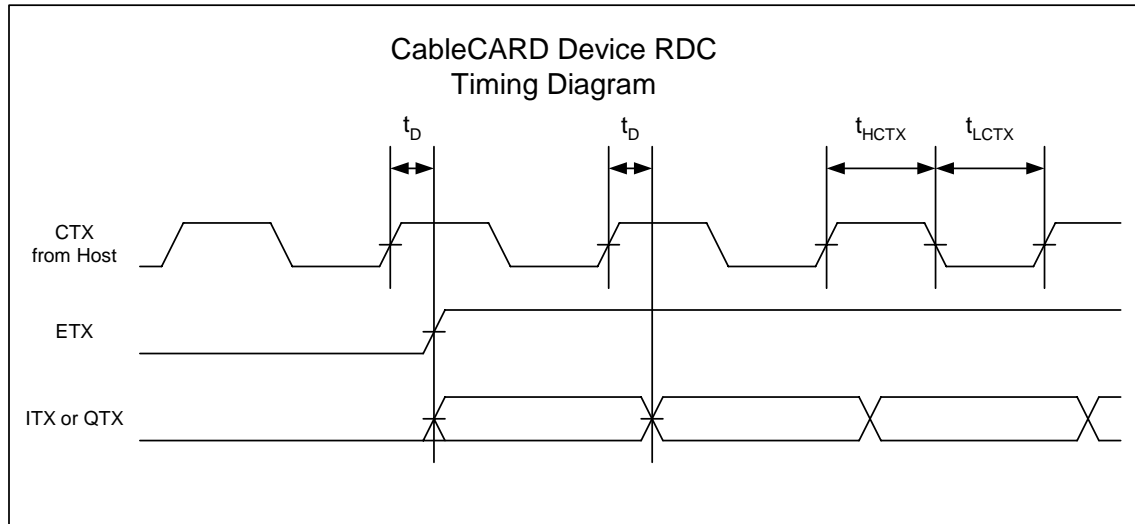 CableCARD Device RDC
Timing Diagram
tD tD tHCTX tLCTX
CTX
from Host
ETX
ITX or QTX